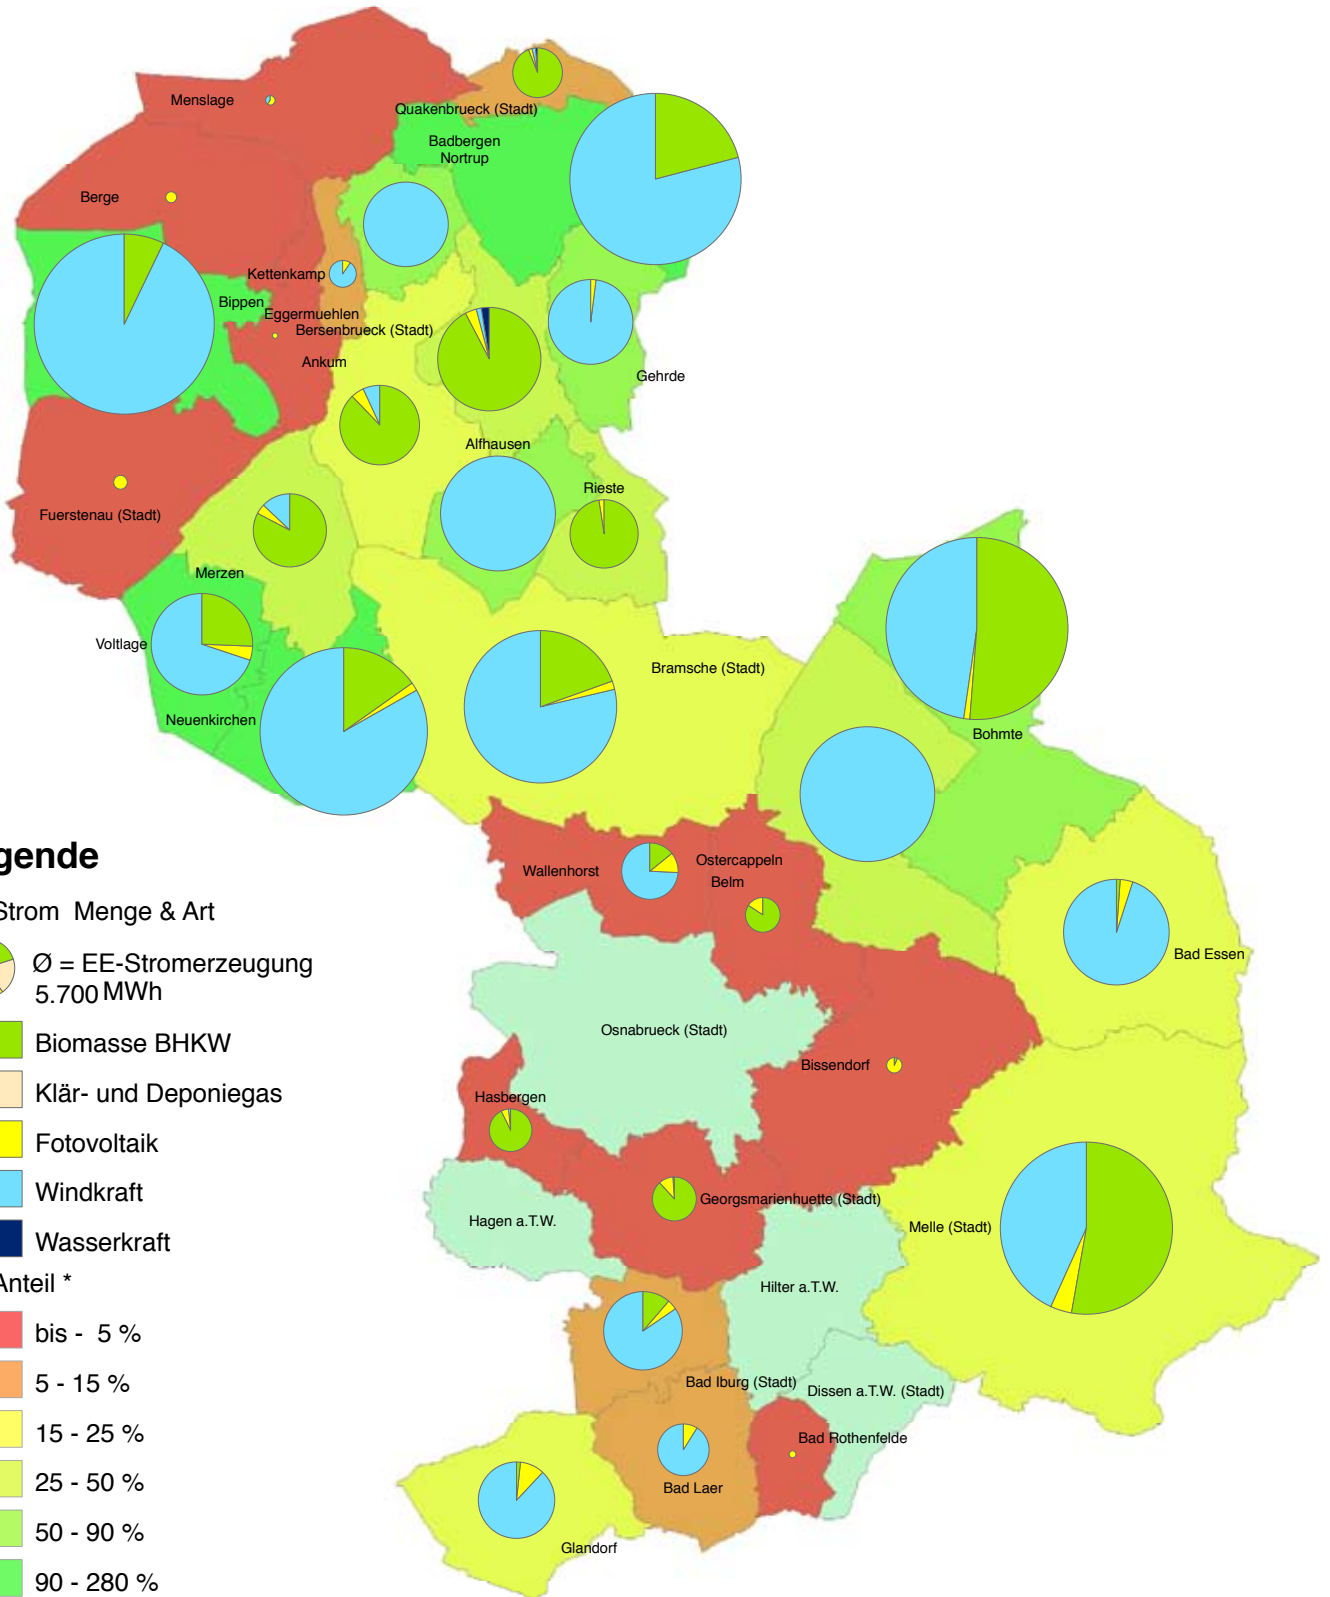 Menslage
Quakenbrueck (Stadt)
Badbergen
Nortrup
Berge
Kettenkamp
Bippen
Eggermuehlen
Bersenbrueck (Stadt)
Ankum
Gehrde
Alfhausen
Rieste
Fuerstenau (Stadt)
Merzen
Voltlage
Bramsche (Stadt)
Neuenkirchen
Bohmte
Wallenhorst
Ostercappeln
Belm
Bad Essen
Osnabrueck (Stadt)
Bissendorf
Hasbergen
Georgsmarienhuette (Stadt)
Hagen a.T.W.
Melle (Stadt)
Hilter a.T.W.
Bad Iburg (Stadt)
Dissen a.T.W. (Stadt)
Bad Rothenfelde
Bad Laer
Glandorf
gende
Strom Menge & Art
Ø = EE-Stromerzeugung
5.700 MWh
Biomasse BHKW
Klär- und Deponiegas
Fotovoltaik
Windkraft
Wasserkraft
Anteil *
bis - 5 %
5 - 15 %
15 - 25 %
25 - 50 %
50 - 90 %
90 - 280 %